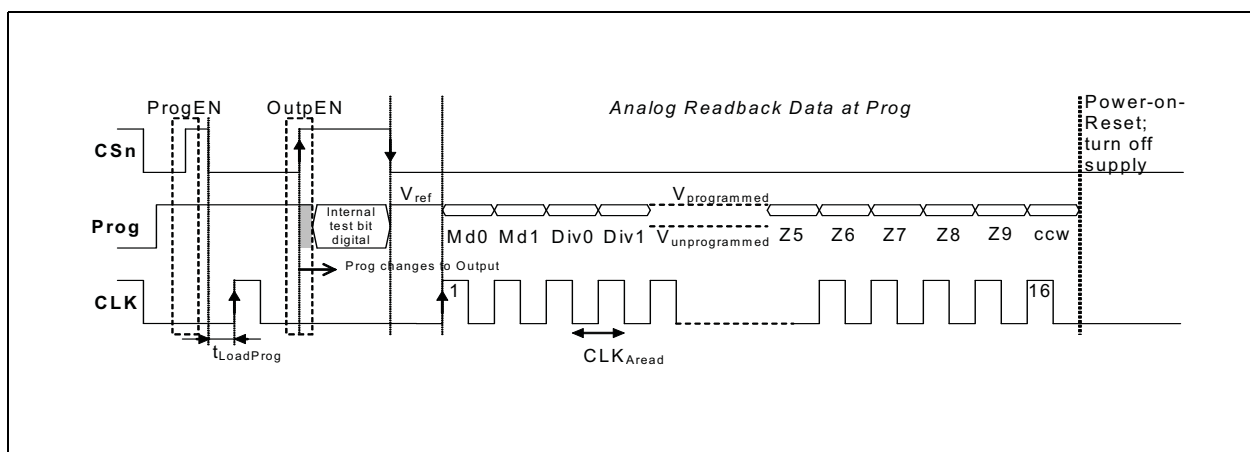 ProgEN
OutpEN
Analog Readback Data at Prog
Power-on-
Reset;
turn off
supply
CSn
Vref
Vprogrammed
Prog
Internal
test bit
digital
Md0 Md1 Div0 Div1 Vunprogrammed Z5 Z6 Z7 Z8 Z9 ccw
Prog changes to Output
CLK
1
16
tLoadProg
CLKAread